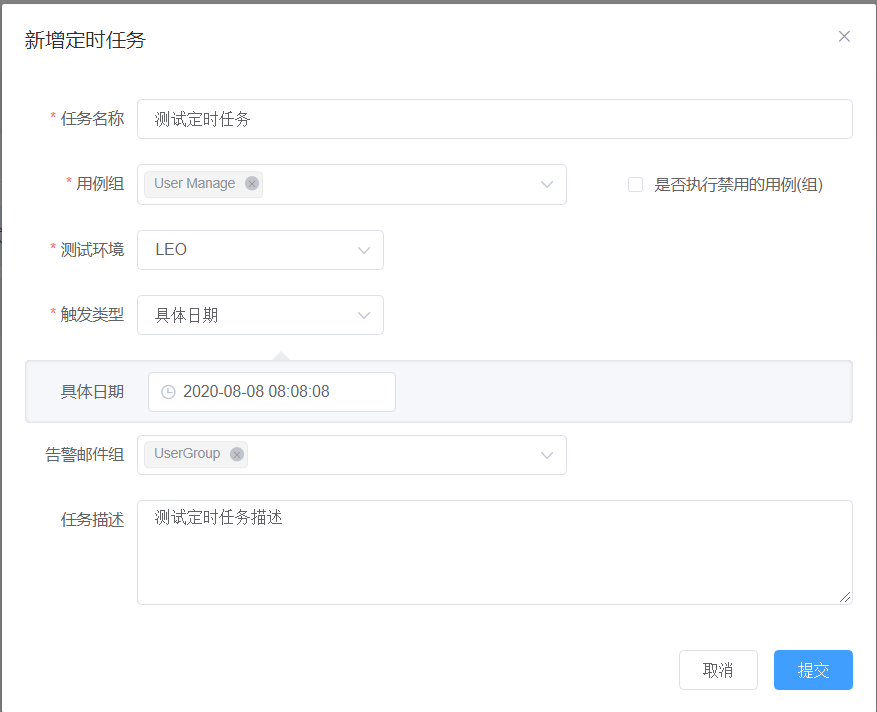 新增定时任务
* 任务名称 测试定时任务
* 用例组 User Manage 是否执行禁用的用例(组)
* 测试环境 LEO
* 触发类型 具体日期
具体日期 2020-08-08 08:08:08
告警邮件组 UserGroup
任务描述 测试定时任务描述
取消 提交